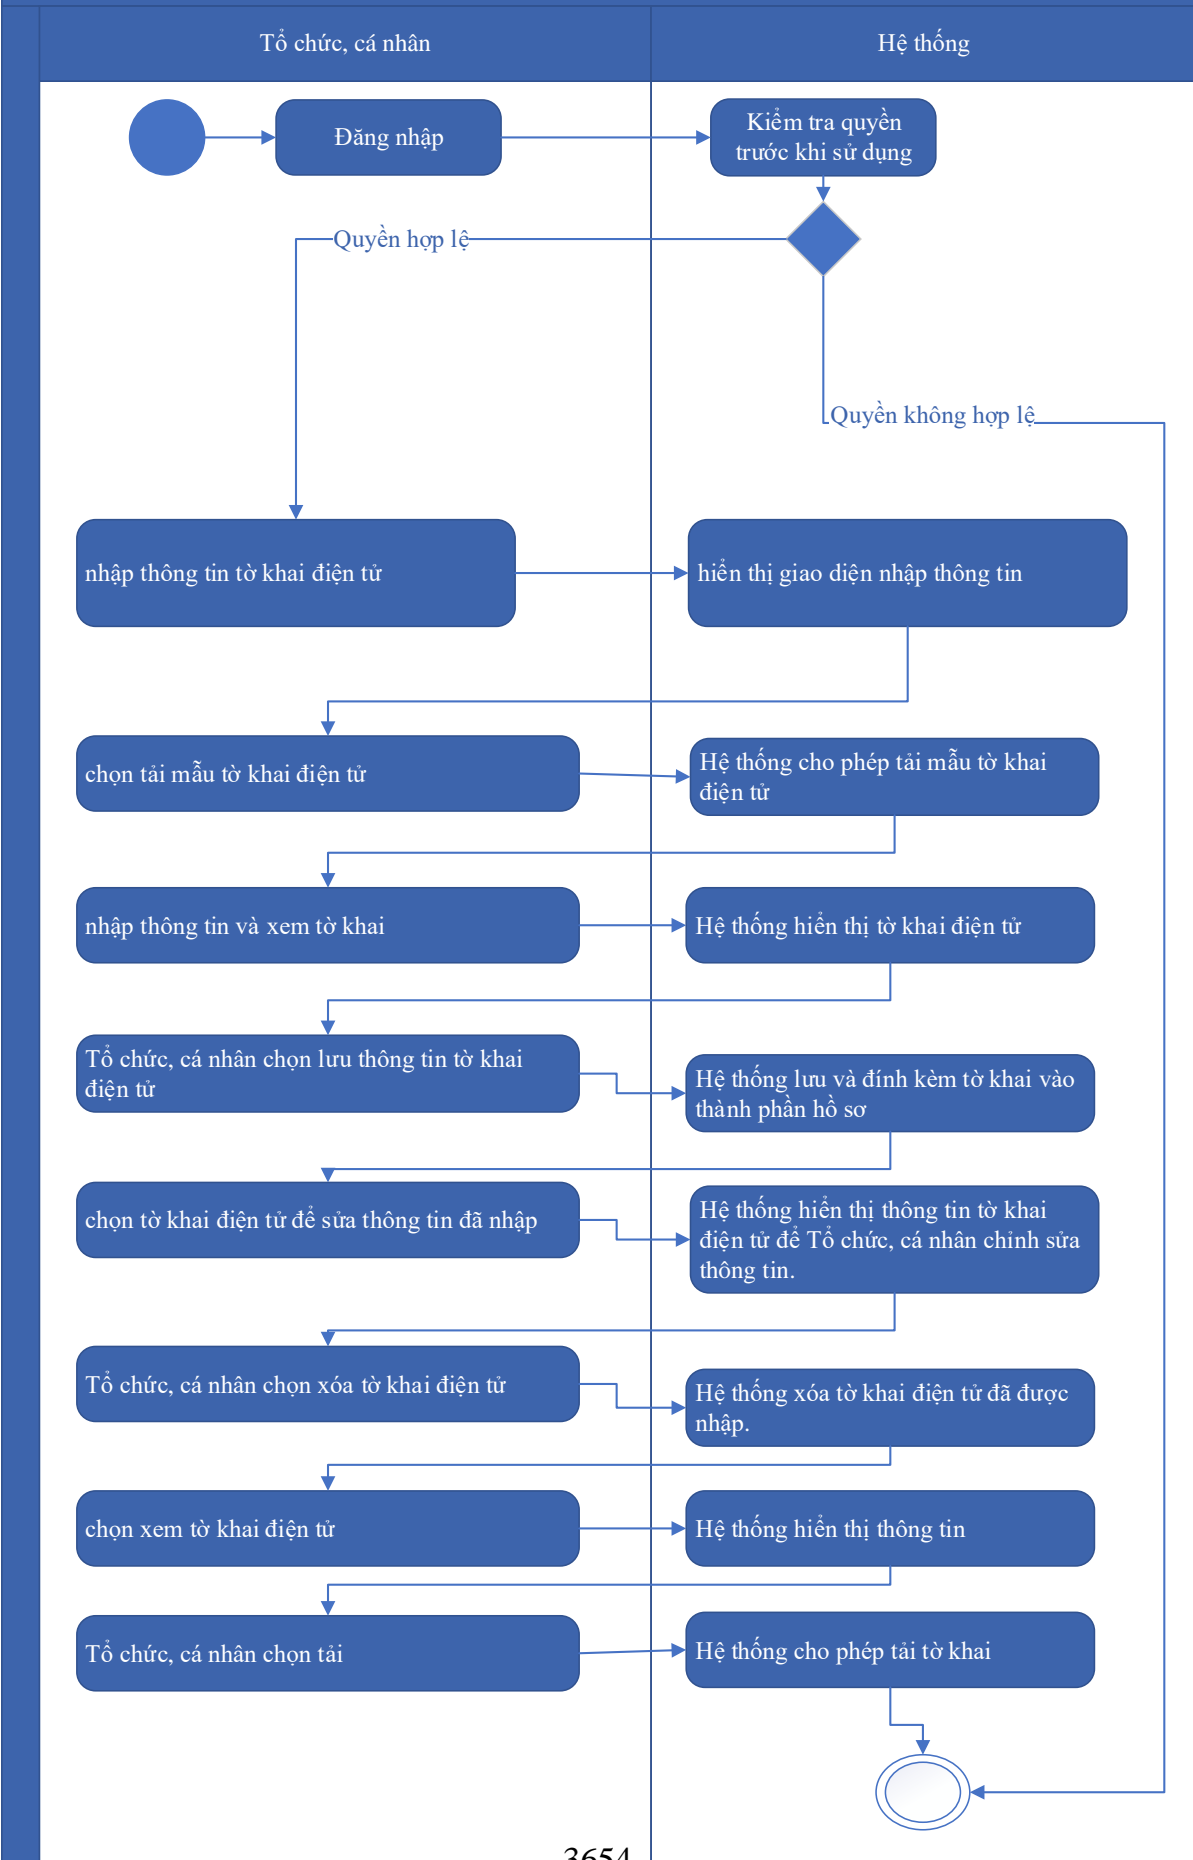 Tổ chức, cá nhân
Hệ thống
Đăng nhập
Kiểm tra quyền
trước khi sử dụng
Quyền hợp lệ
Quyền không hợp lệ
nhập thông tin tờ khai điện tử
hiển thị giao diện nhập thông tin
chọn tải mẫu tờ khai điện tử
Hệ thống cho phép tải mẫu tờ khai
điện tử
nhập thông tin và xem tờ khai
Hệ thống hiển thị tờ khai điện tử
Tổ chức, cá nhân chọn lưu thông tin tờ khai
điện tử
Hệ thống lưu và đính kèm tờ khai vào
thành phần hồ sơ
chọn tờ khai điện tử để sửa thông tin đã nhập
Hệ thống hiển thị thông tin tờ khai
điện tử để Tổ chức, cá nhân chỉnh sửa
thông tin.
Tổ chức, cá nhân chọn xóa tờ khai điện tử
Hệ thống xóa tờ khai điện tử đã được
nhập.
chọn xem tờ khai điện tử
Hệ thống hiển thị thông tin
Tổ chức, cá nhân chọn tải
Hệ thống cho phép tải tờ khai
3654